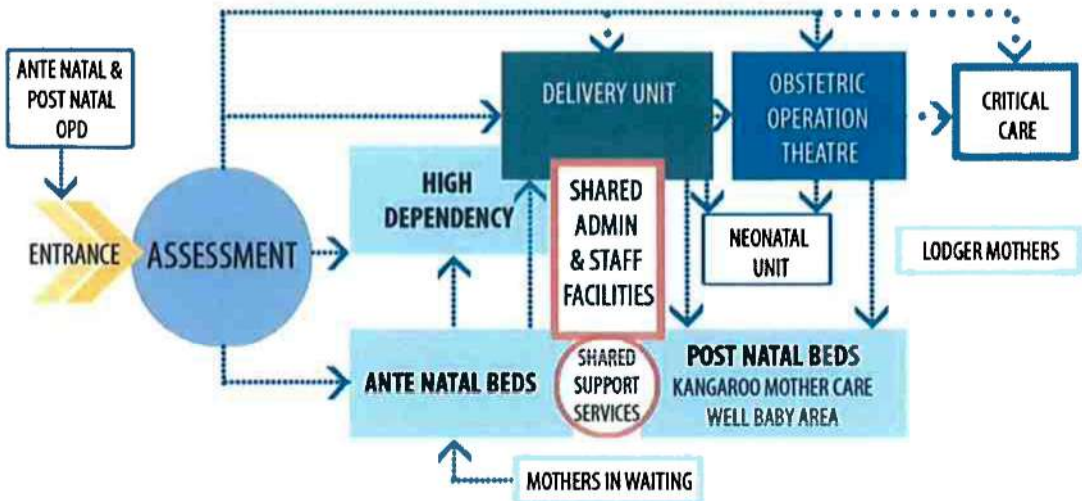 ANTE NATAL &
POST NATAL
OPD
ENTRANCE
ASSESSMENT
HIGH
DEPENDENCY
DELIVERY UNIT
OBSTETRIC
OPERATION
THEATRE
CRITICAL
CARE
SHARED
ADMIN
& STAFF
FACILITIES
NEONATAL
UNIT
LODGER MOTHERS
ANTE NATAL BEDS
SHARED
SUPPORT
SERVICES
POST NATAL BEDS
KANGAROO MOTHER CARE
WELL BABY AREA
MOTHERS IN WAITING